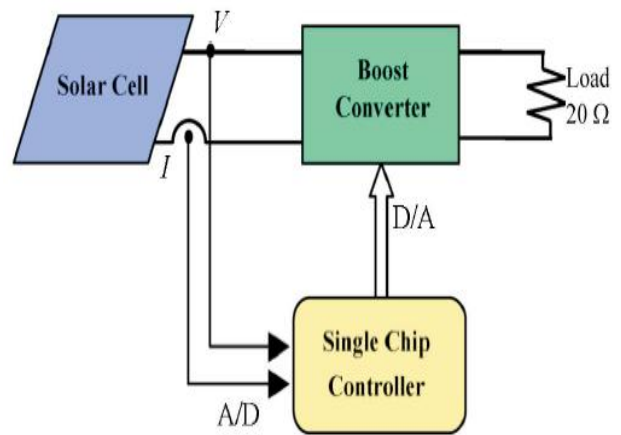 V
Solar Cell
I
Boost
Converter
Load
20 Ω
D/A
Single Chip
Controller
A/D